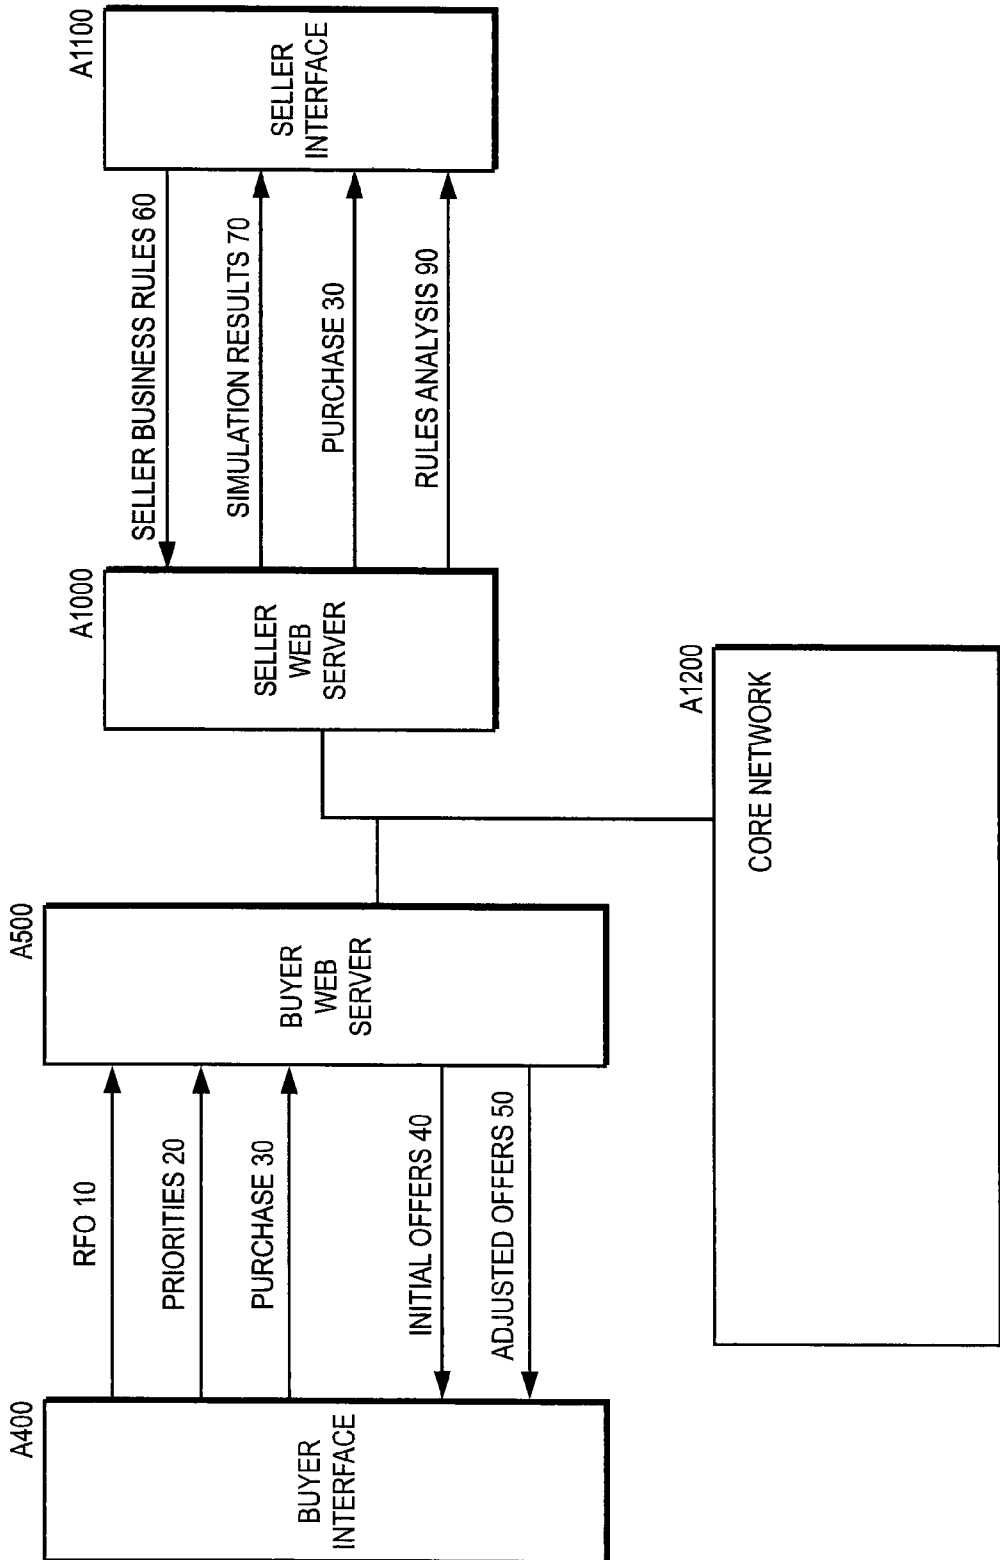 A400
BUYER
INTERFACE
RFO 10
PRIORITIES 20
PURCHASE 30
INITIAL OFFERS 40
ADJUSTED OFFERS 50
A500
BUYER
WEB
SERVER
A1000
SELLER
WEB
SERVER
SELLER BUSINESS RULES 60
SIMULATION RESULTS 70
PURCHASE 30
RULES ANALYSIS 90
A1100
SELLER
INTERFACE
A1200
CORE NETWORK